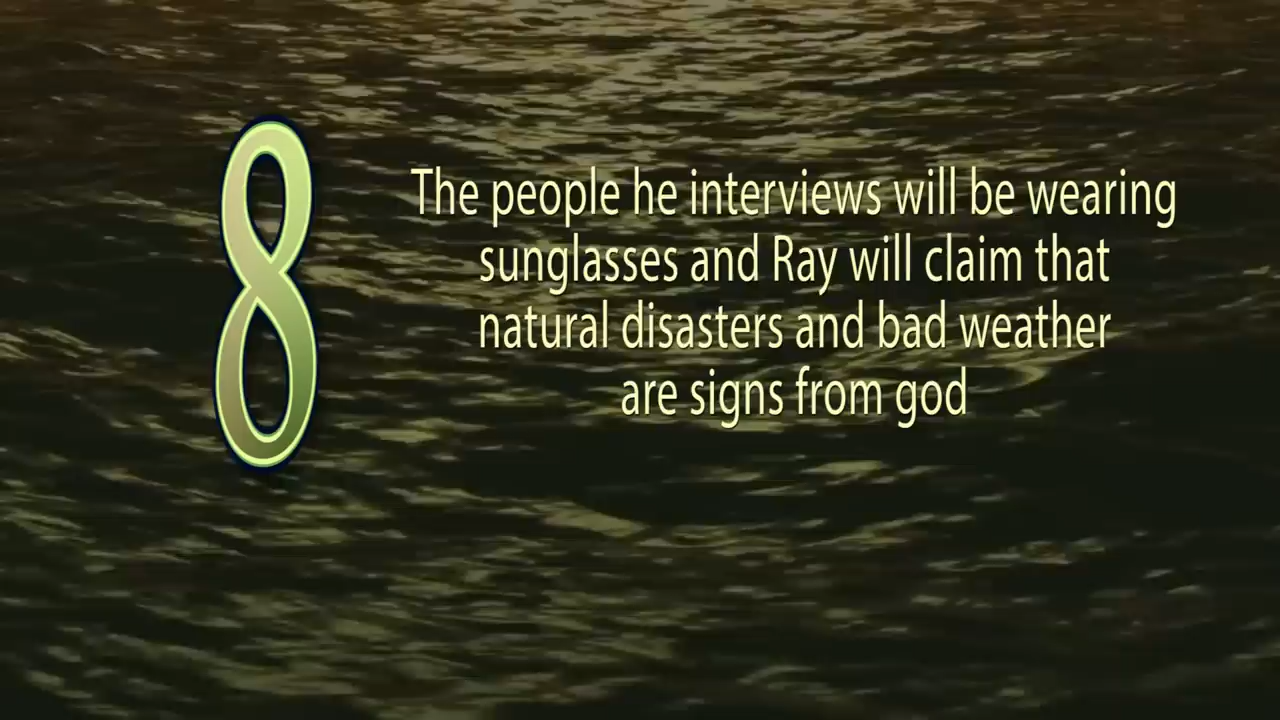 8
The people he interviews will be wearing
sunglasses and Ray will claim that
natural disasters and bad weather
are signs from god